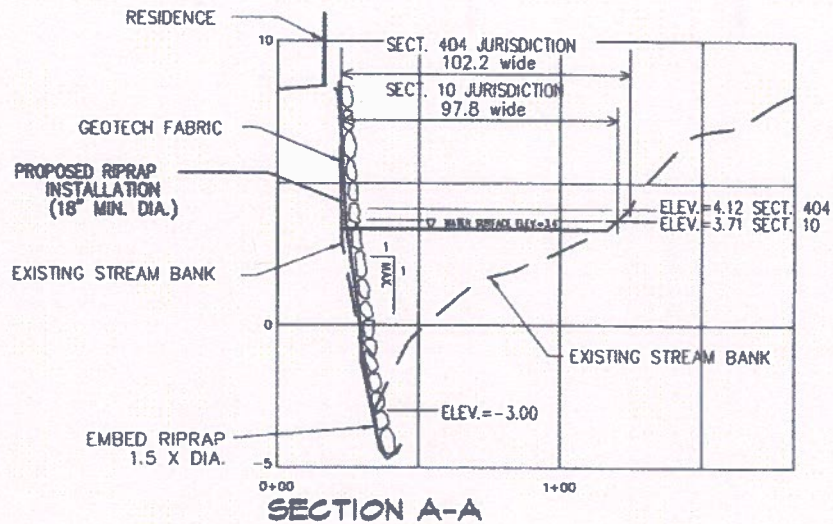 RESIDENCE
10
SECT. 404 JURISDICTION
102.2 wide
SECT. 10 JURISDICTION
97.8 wide
GEOTECH FABRIC
PROPOSED RIPRAP
INSTALLATION
(18" MIN. DIA.)
ELEV.=4.12 SECT. 404
ELEV.=3.71 SECT. 10
WATER SURFACE
1
1
MAX.
EXISTING STREAM BANK
0
EXISTING STREAM BANK
ELEV.=-3.00
EMBED RIPRAP
1.5 X DIA.
-5
0+00
1+00
SECTION A-A